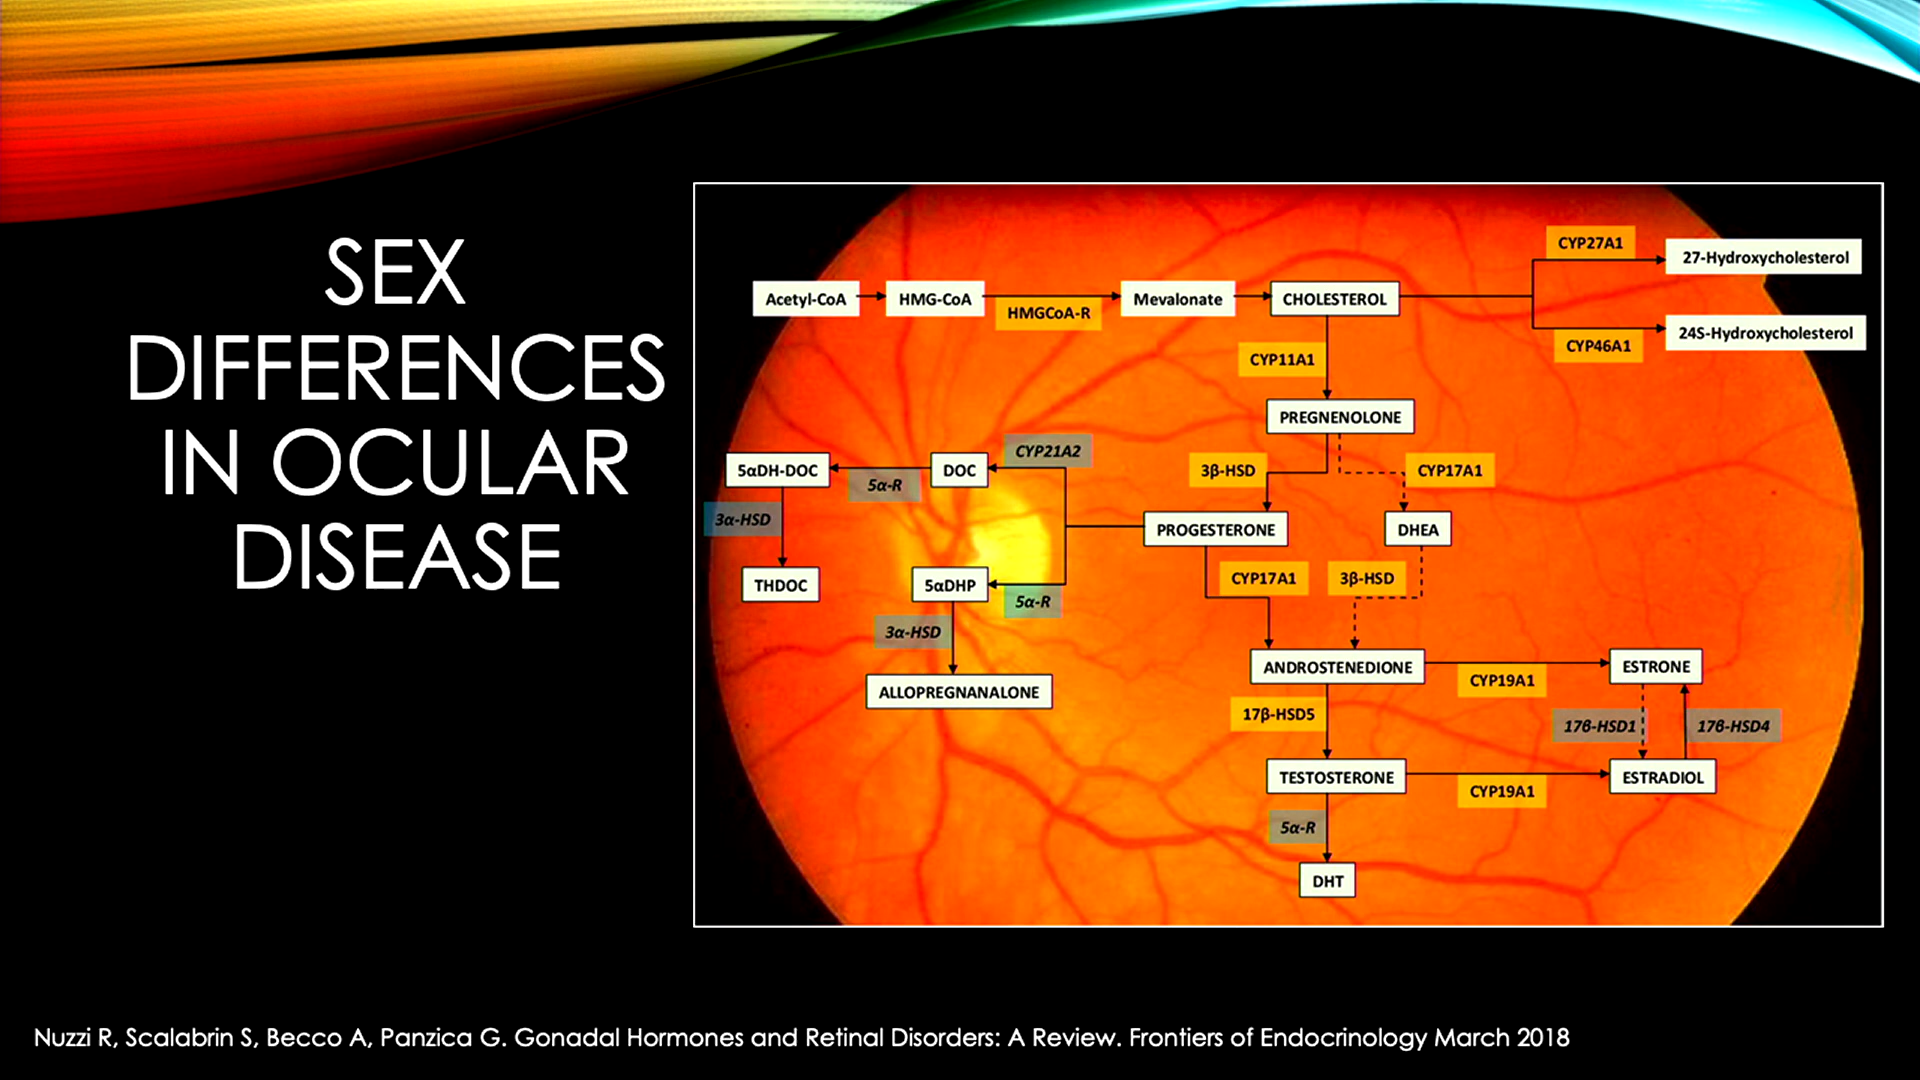 SEX
DIFFERENCES
IN OCULAR
DISEASE
CYP27A1
27-Hydroxycholesterol
Acetyl-CoA
HMG-CoA
HMGCoA-R
Mevalonate
CHOLESTEROL
24S-Hydroxycholesterol
CYP46A1
CYP11A1
PREGNENOLONE
CYP21A2
5αDH-DOC
5α-R
DOC
3β-HSD
CYP17A1
3α-HSD
PROGESTERONE
DHEA
THDOC
5αDHP
5α-R
CYP17A1
3β-HSD
3α-HSD
ANDROSTENEDIONE
CYP19A1
ESTRONE
ALLOPREGNANALONE
17β-HSD5
17β-HSD1
17β-HSD4
TESTOSTERONE
CYP19A1
ESTRADIOL
5α-R
DHT
Nuzzi R, Scalabrin S, Becco A, Panzica G. Gonadal Hormones and Retinal Disorders: A Review. Frontiers of Endocrinology March 2018